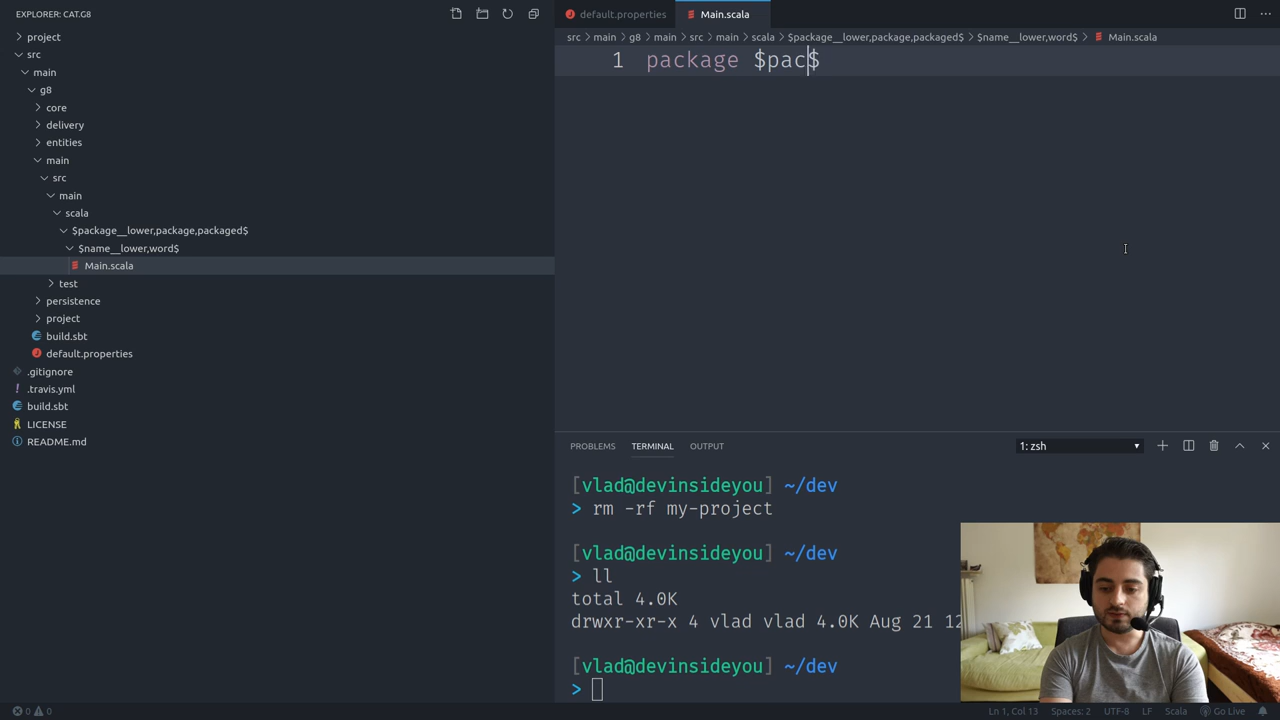 EXPLORER: CAT.G8
project
src
main
g8
core
delivery
entities
main
src
main
scala
$package__lower,package,packaged$
$name__lower,word$
Main.scala
test
persistence
project
build.sbt
default.properties
.gitignore
.travis.yml
build.sbt
LICENSE
README.md
default.properties
Main.scala
src > main > g8 > main > src > main > scala > $package__lower,package,packaged$ > $name__lower,word$ > Main.scala
1 package $pac$
PROBLEMS TERMINAL OUTPUT
1: zsh
[vlad@devinsideyou] ~/dev
> rm -rf my-project
[vlad@devinsideyou] ~/dev
> ll
total 4.0K
drwxr-xr-x 4 vlad vlad 4.0K Aug 21 12
[vlad@devinsideyou] ~/dev
>
0 0
Ln 1, Col 13 Spaces: 2 UTF-8 LF Scala Go Live